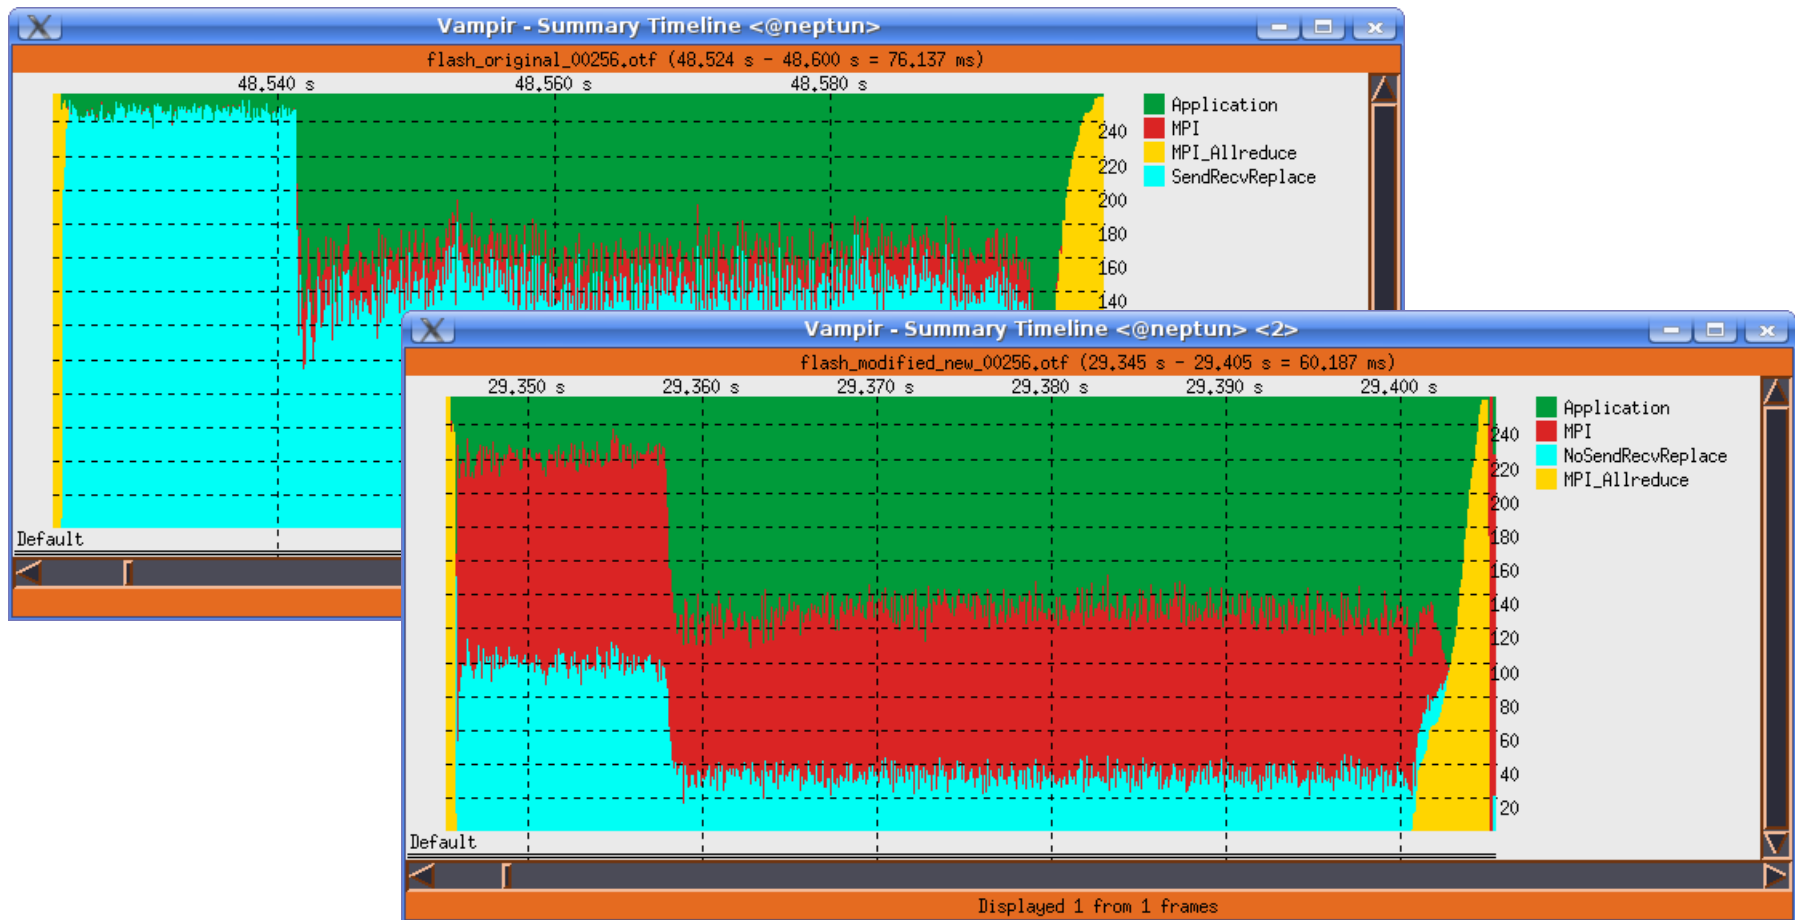 Vampir - Summary Timeline <@neptun>
flash_original_00256.otf (48.524 s - 48.600 s = 76.137 ms)
48.540 s 48.560 s 48.580 s
Application
MPI
MPI_Allreduce
SendRecvReplace
240
220
200
180
160
140
Default
Vampir - Summary Timeline <@neptun> <2>
flash_modified_new_00256.otf (29.345 s - 29.405 s = 60.187 ms)
29.350 s 29.360 s 29.370 s 29.380 s 29.390 s 29.400 s
Application
MPI
NoSendRecvReplace
MPI_Allreduce
240
220
200
180
160
140
120
100
80
60
40
20
Default
Displayed 1 from 1 frames